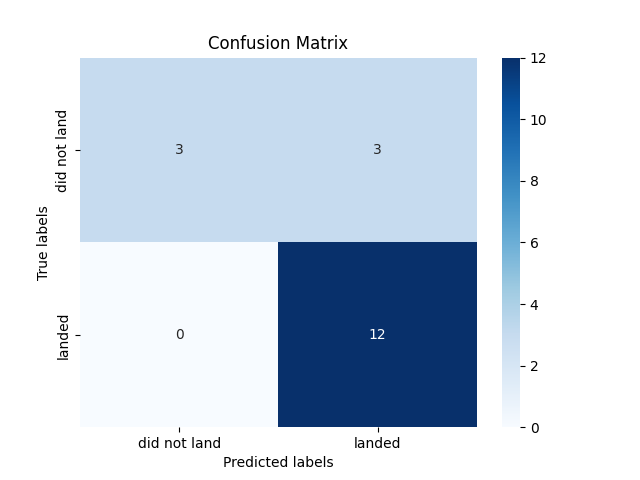 Confusion Matrix
True labels
did not land
landed
3 3
0 12
did not land landed
Predicted labels
12
10
8
6
4
2
0